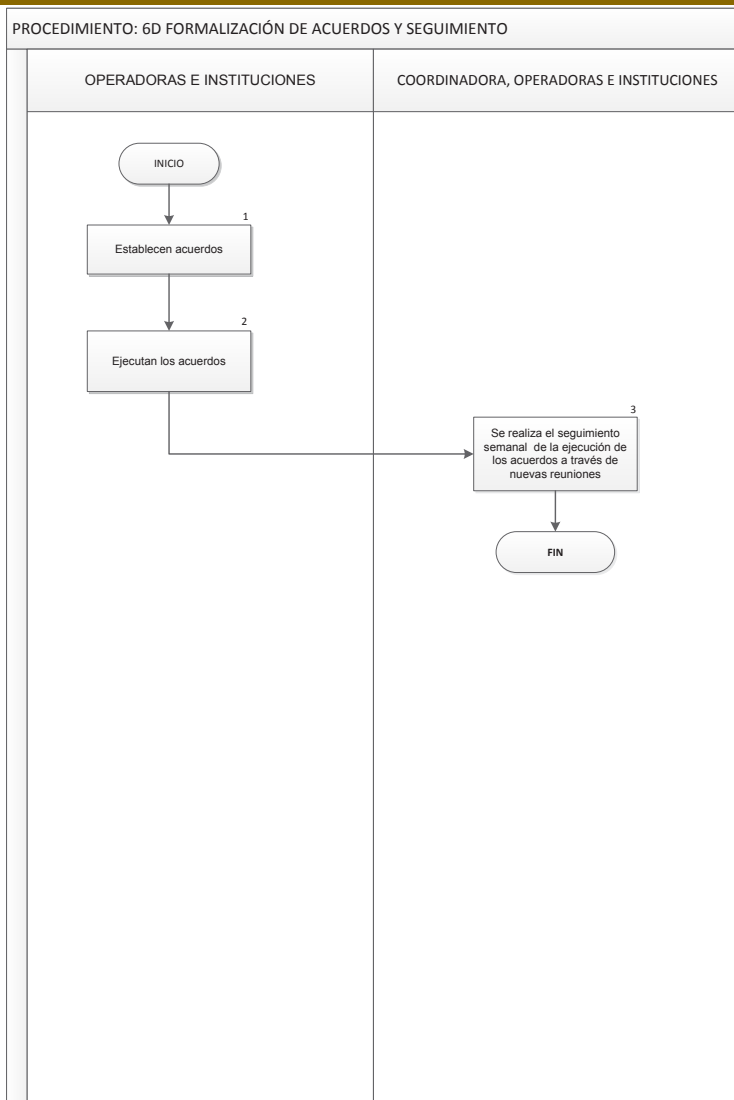 PROCEDIMIENTO: 6D FORMALIZACIÓN DE ACUERDOS Y SEGUIMIENTO
OPERADORAS E INSTITUCIONES
COORDINADORA, OPERADORAS E INSTITUCIONES
INICIO
1
Establecen acuerdos
2
Ejecutan los acuerdos
3
Se realiza el seguimiento
semanal de la ejecución de
los acuerdos a través de
nuevas reuniones
FIN